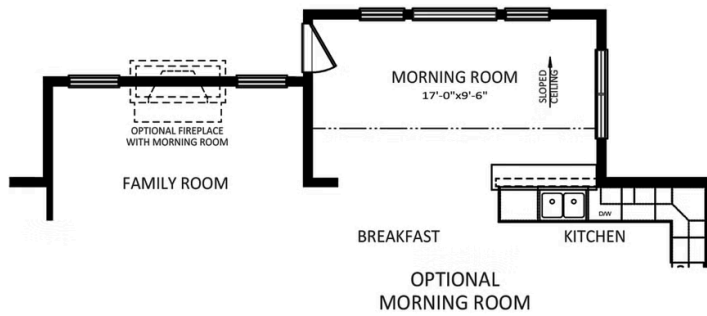 MORNING ROOM
17'-0"x9'-6"
SLOPED
CEILING
OPTIONAL FIREPLACE
WITH MORNING ROOM
FAMILY ROOM
D/W
BREAKFAST
KITCHEN
OPTIONAL
MORNING ROOM